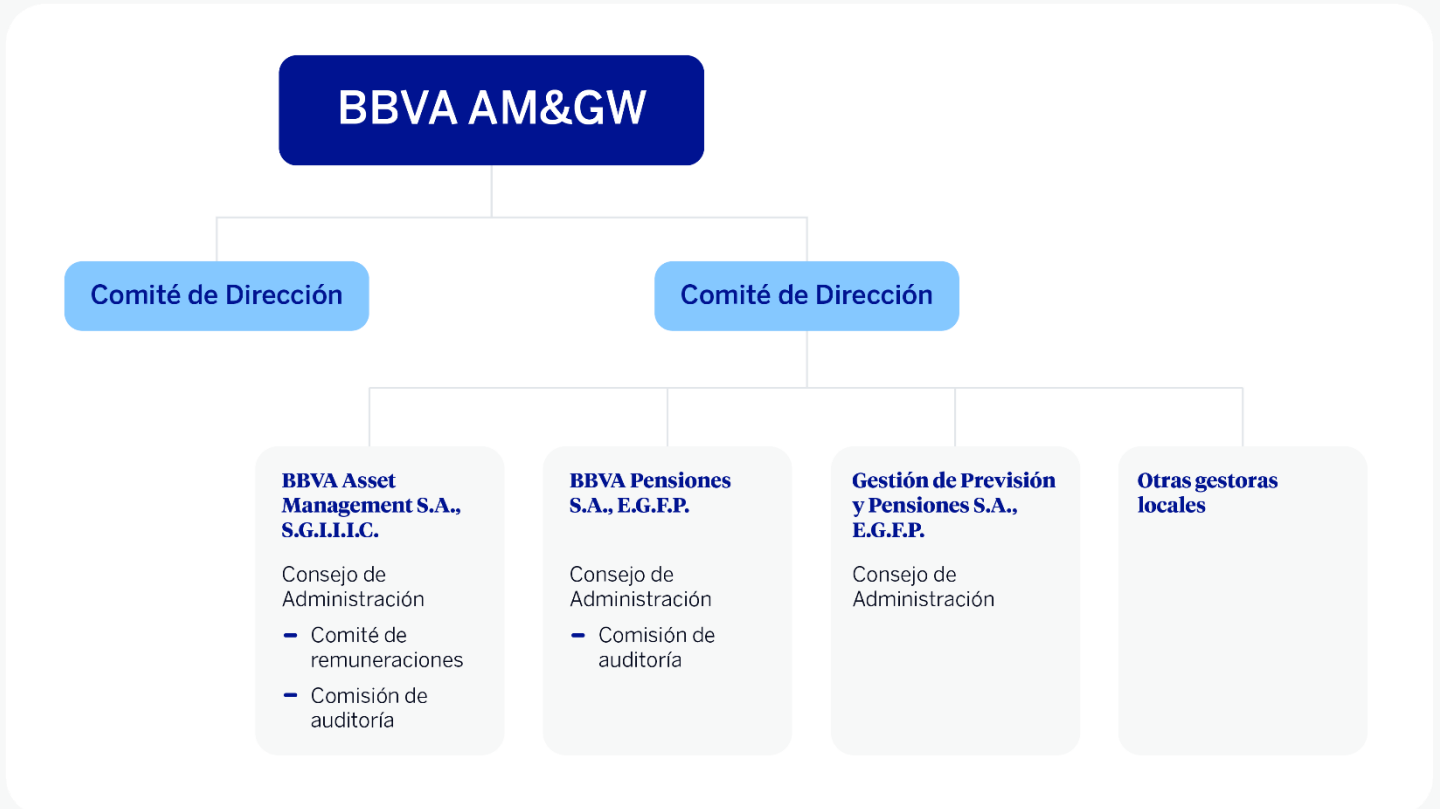 BBVA AM&GW
Comité de Dirección
Comité de Dirección
BBVA Asset
Management S.A.,
S.G.I.I.I.C.
Consejo de
Administración
– Comité de
remuneraciones
– Comisión de
auditoría
BBVA Pensiones
S.A., E.G.F.P.
Consejo de
Administración
– Comisión de
auditoría
Gestión de Previsión
y Pensiones S.A.,
E.G.F.P.
Consejo de
Administración
Otras gestoras
locales